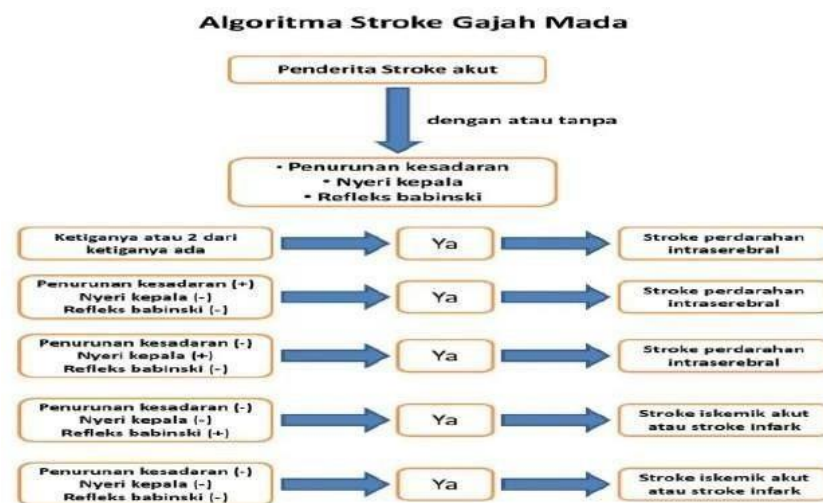 Algoritma Stroke Gajah Mada
Penderita Stroke akut
dengan atau tanpa
• Penurunan kesadaran
• Nyeri kepala
• Refleks babinski
Ketiganya atau 2 dari
ketiganya ada
Ya
Stroke perdarahan
intraserebral
Penurunan kesadaran (+)
Nyeri kepala (-)
Refleks babinski (-)
Ya
Stroke perdarahan
intraserebral
Penurunan kesadaran (-)
Nyeri kepala (+)
Refleks babinski (-)
Ya
Stroke perdarahan
intraserebral
Penurunan kesadaran (-)
Nyeri kepala (-)
Refleks babinski (+)
Ya
Stroke iskemik akut
atau stroke infark
Penurunan kesadaran (-)
Nyeri kepala (-)
Refleks babinski (-)
Ya
Stroke iskemik akut
atau stroke infark